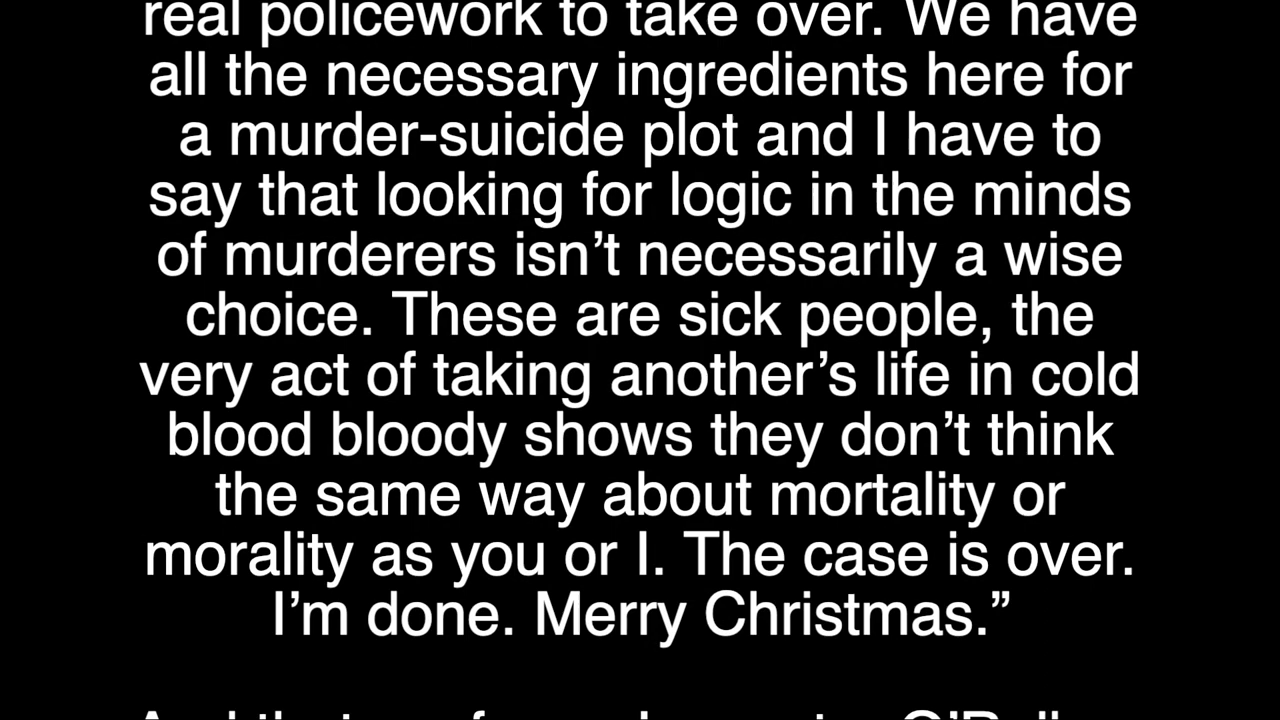 real policework to take over. We have
all the necessary ingredients here for
a murder-suicide plot and I have to
say that looking for logic in the minds
of murderers isn’t necessarily a wise
choice. These are sick people, the
very act of taking another’s life in cold
blood bloody shows they don’t think
the same way about mortality or
morality as you or I. The case is over.
I’m done. Merry Christmas.”